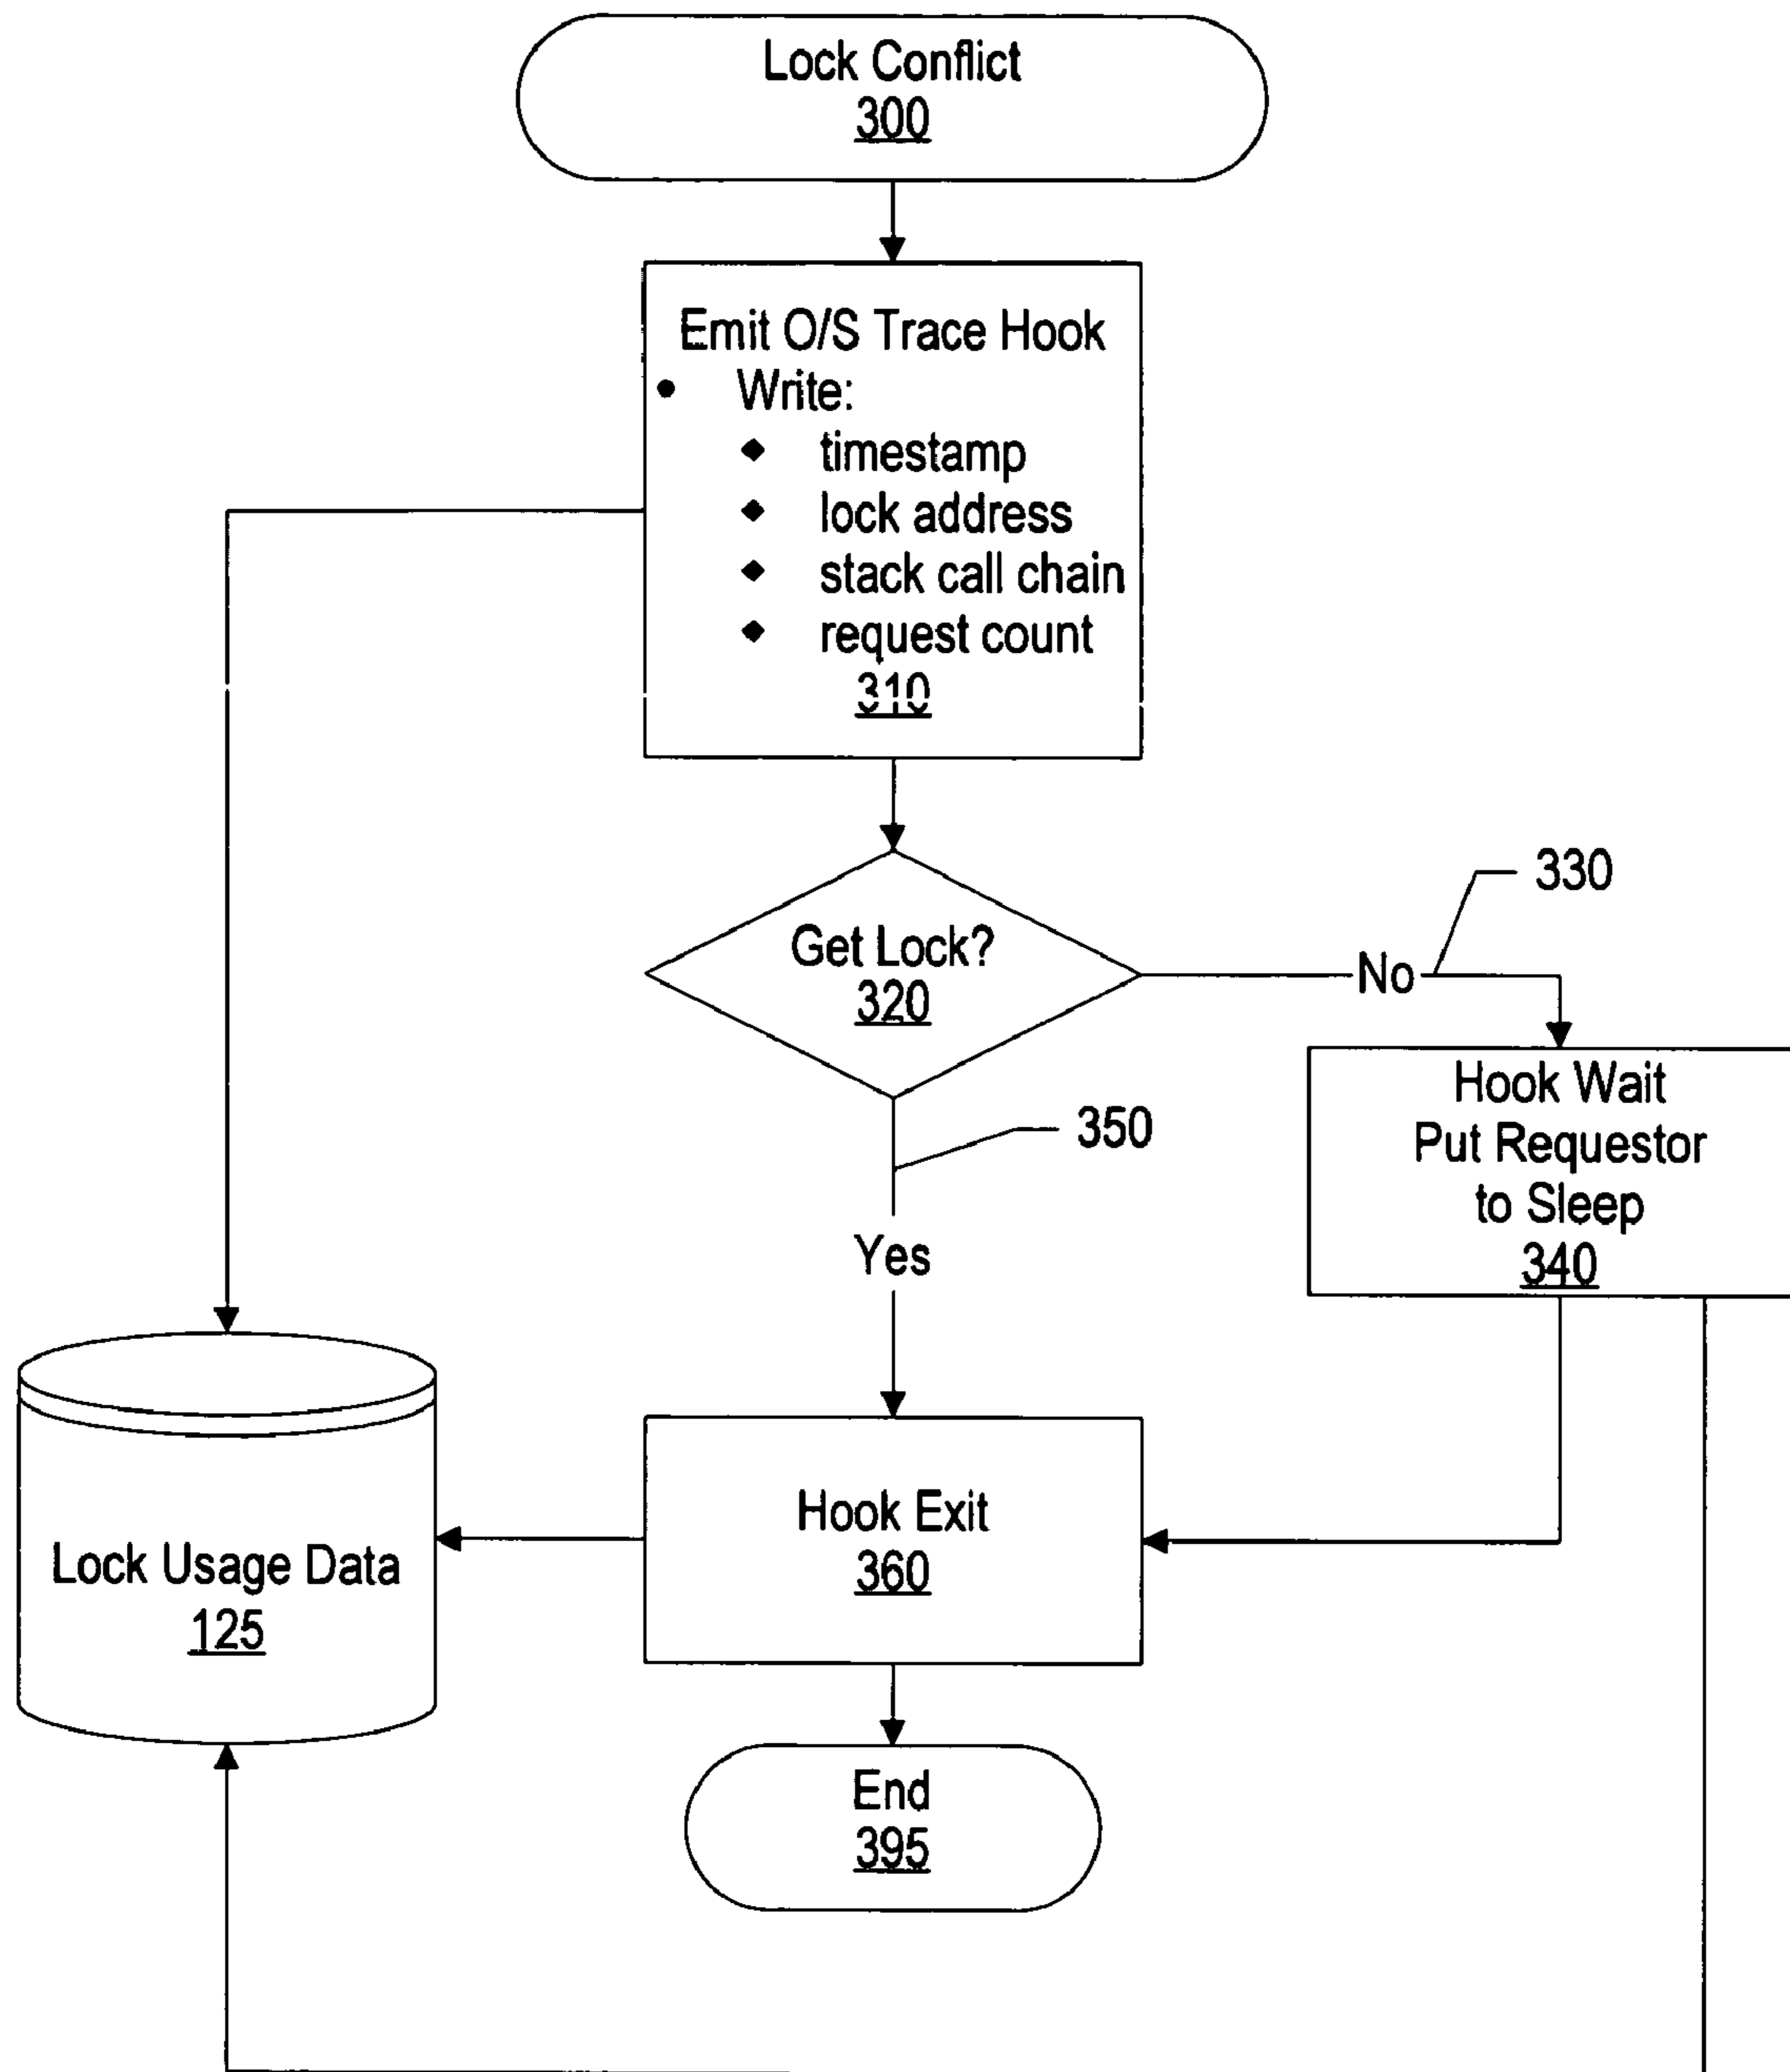 Lock Conflict
300
Emit O/S Trace Hook
• Write:
◆ timestamp
◆ lock address
◆ stack call chain
◆ request count
310
330
Get Lock?
320
No
Hook Wait
Put Requestor
to Sleep
340
350
Yes
Hook Exit
360
Lock Usage Data
125
End
395